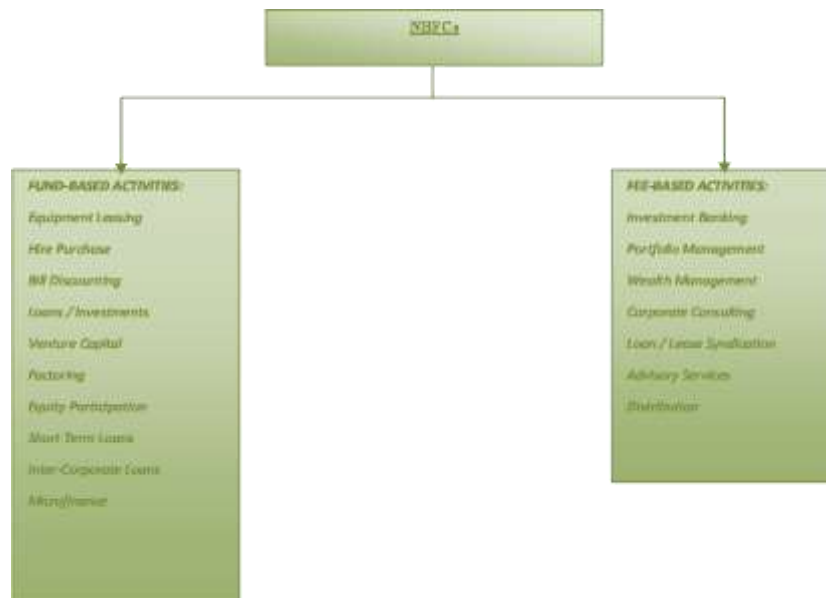 NBFCs
FUND-BASED ACTIVITIES:
Equipment Leasing
Hire Purchase
Bill Discounting
Loans / Investments
Venture Capital
Factoring
Equity Participation
Short Term Loans
Inter-Corporate Loans
Microfinance
FEE-BASED ACTIVITIES:
Investment Banking
Portfolio Management
Wealth Management
Corporate Consulting
Loan / Lease Syndication
Advisory Services
Distribution